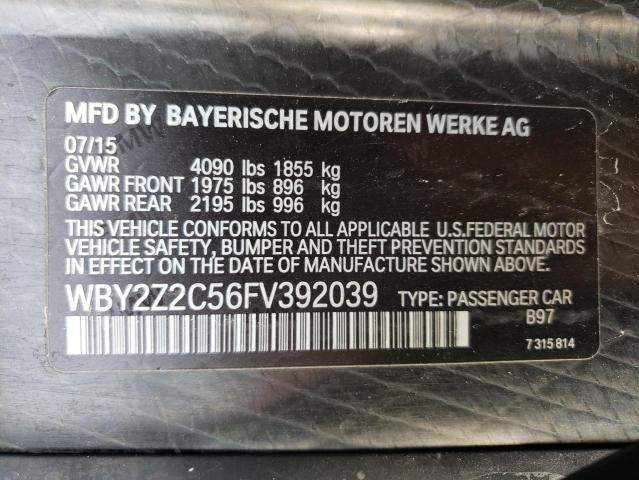 MFD BY BAYERISCHE MOTOREN WERKE AG
07/15
GVWR 4090 lbs 1855 kg
GAWR FRONT 1975 lbs 896 kg
GAWR REAR 2195 lbs 996 kg
THIS VEHICLE CONFORMS TO ALL APPLICABLE U.S.FEDERAL MOTOR
VEHICLE SAFETY, BUMPER AND THEFT PREVENTION STANDARDS
IN EFFECT ON THE DATE OF MANUFACTURE SHOWN ABOVE.
WBY2Z2C56FV392039 TYPE: PASSENGER CAR
B97
7 315 814